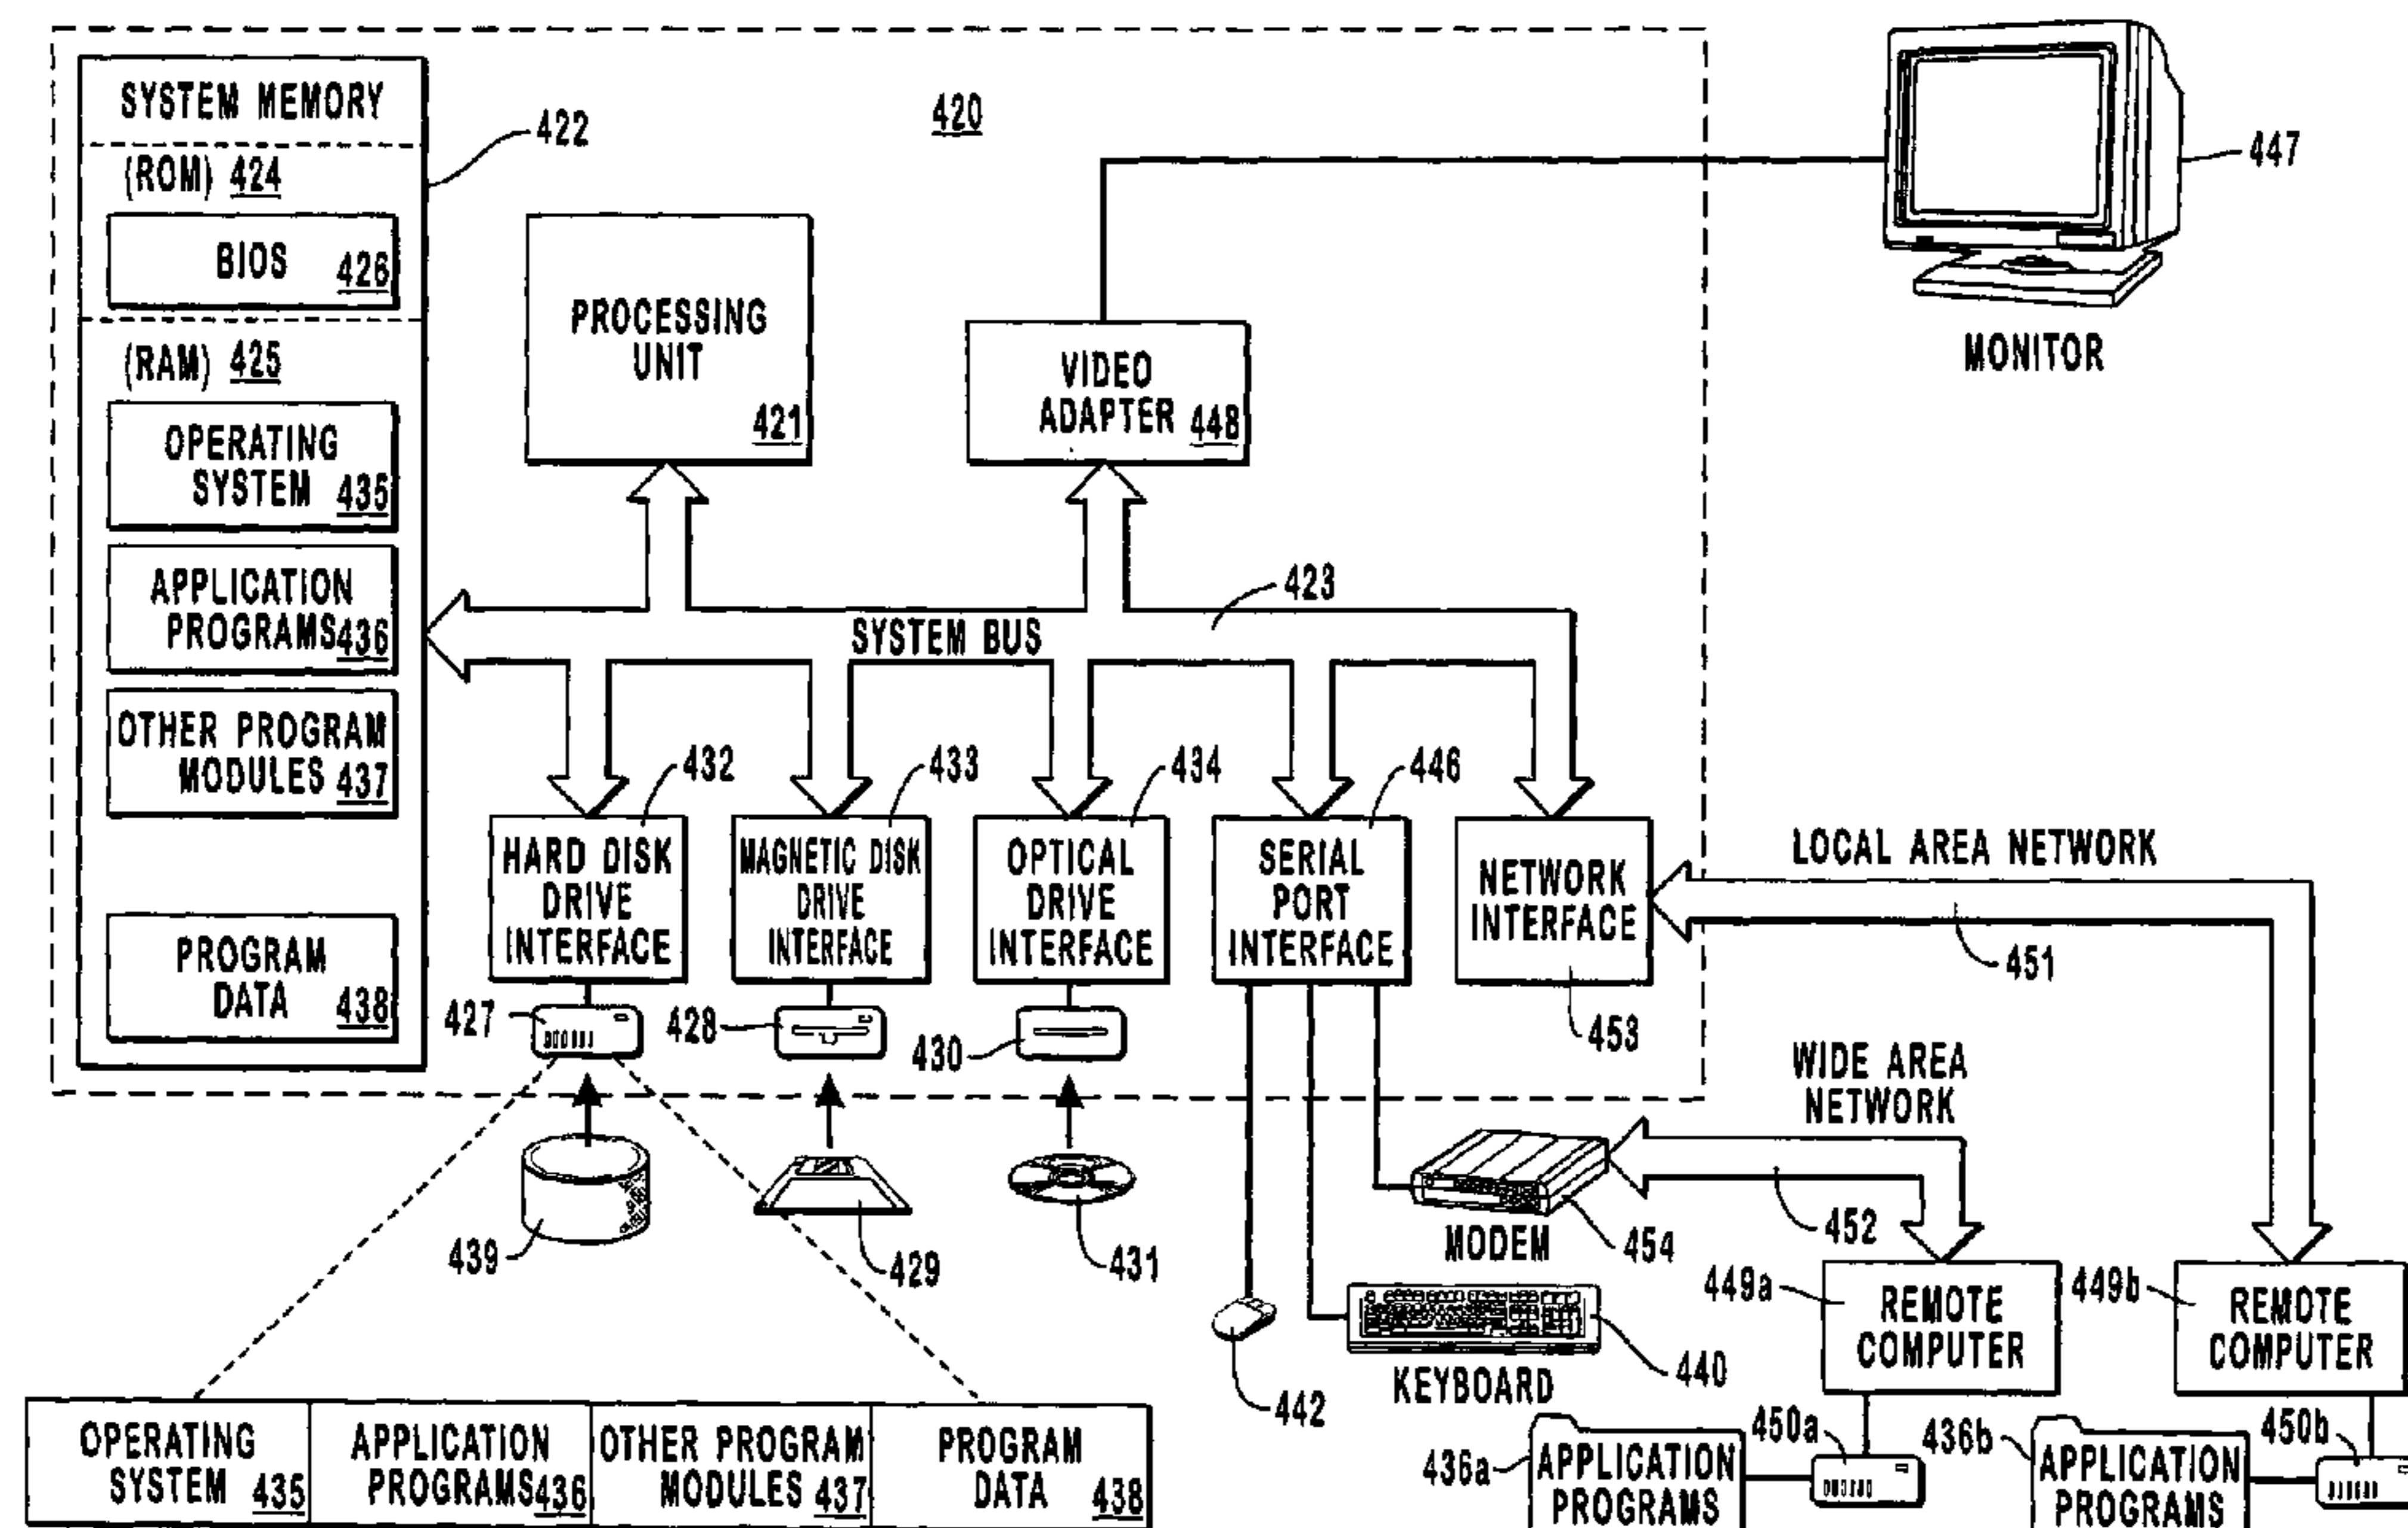 SYSTEM MEMORY
(ROM) 424
BIOS 426
(RAM) 425
OPERATING
SYSTEM 435
APPLICATION
PROGRAMS 436
OTHER PROGRAM
MODULES 437
PROGRAM
DATA 438
422
420
PROCESSING
UNIT
421
VIDEO
ADAPTER 448
447
MONITOR
423
SYSTEM BUS
432
433
434
446
HARD DISK
DRIVE
INTERFACE
MAGNETIC DISK
DRIVE
INTERFACE
OPTICAL
DRIVE
INTERFACE
SERIAL
PORT
INTERFACE
NETWORK
INTERFACE
453
LOCAL AREA NETWORK
451
427
428
430
WIDE AREA
NETWORK
452
439
429
431
MODEM
454
442
KEYBOARD
440
449a
REMOTE
COMPUTER
449b
REMOTE
COMPUTER
OPERATING
SYSTEM 435
APPLICATION
PROGRAMS 436
OTHER PROGRAM
MODULES 437
PROGRAM
DATA 438
436a
APPLICATION
PROGRAMS
450a
436b
APPLICATION
PROGRAMS
450b